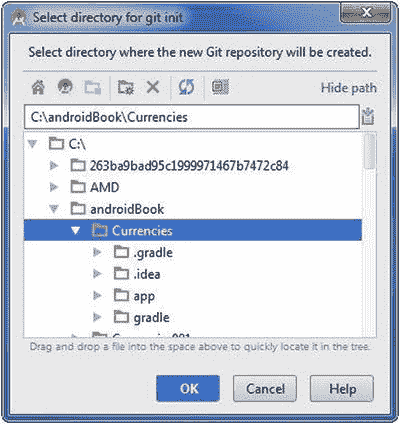 Select directory for git init
Select directory where the new Git repository will be created.
Hide path
C:\androidBook\Currencies
C:\
263ba9bad95c1999971467b7472c84
AMD
androidBook
Currencies
.gradle
.idea
app
gradle
Drag and drop a file into the space above to quickly locate it in the tree.
OK Cancel Help